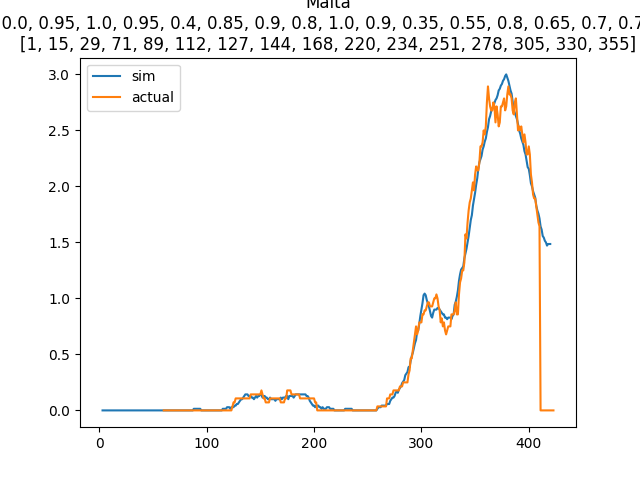 Malta
0.0, 0.95, 1.0, 0.95, 0.4, 0.85, 0.9, 0.8, 1.0, 0.9, 0.35, 0.55, 0.8, 0.65, 0.7, 0.7
[1, 15, 29, 71, 89, 112, 127, 144, 168, 220, 234, 251, 278, 305, 330, 355]
sim
actual
3.0
2.5
2.0
1.5
1.0
0.5
0.0
0 100 200 300 400